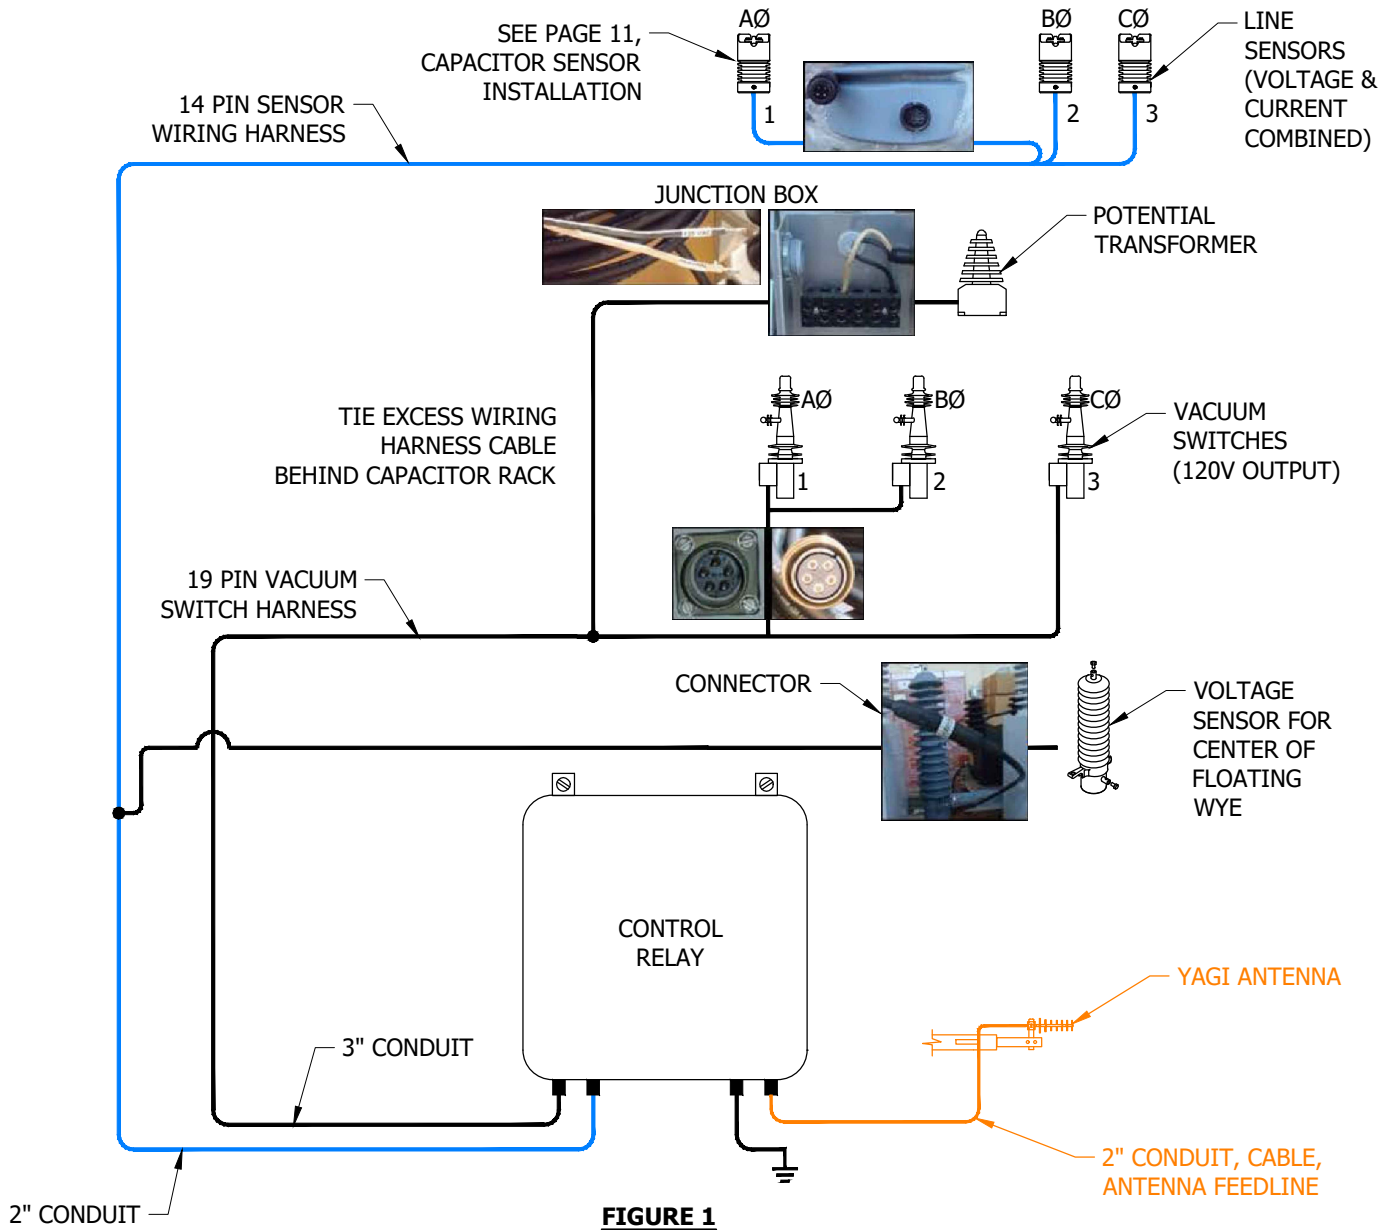 SEE PAGE 11,
CAPACITOR SENSOR
INSTALLATION
AØ
BØ
CØ
LINE
SENSORS
(VOLTAGE &
CURRENT
COMBINED)
1
2
3
14 PIN SENSOR
WIRING HARNESS
JUNCTION BOX
POTENTIAL
TRANSFORMER
TIE EXCESS WIRING
HARNESS CABLE
BEHIND CAPACITOR RACK
AØ
BØ
CØ
1
2
3
VACUUM
SWITCHES
(120V OUTPUT)
19 PIN VACUUM
SWITCH HARNESS
CONNECTOR
VOLTAGE
SENSOR FOR
CENTER OF
FLOATING
WYE
CONTROL
RELAY
YAGI ANTENNA
3" CONDUIT
2" CONDUIT, CABLE,
ANTENNA FEEDLINE
2" CONDUIT
FIGURE 1